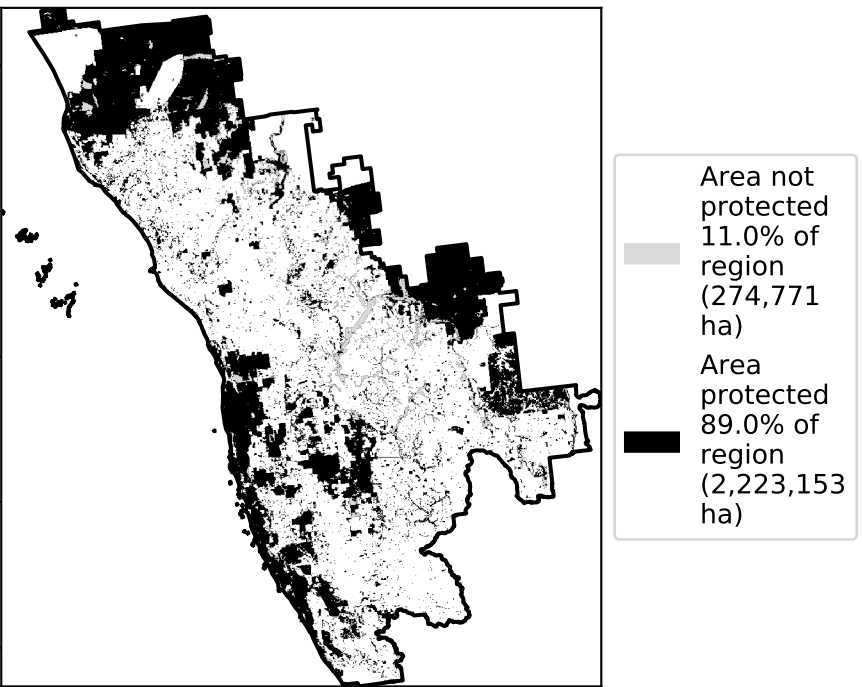 Area not
protected
11.0% of
region
(274,771
ha)
Area
protected
89.0% of
region
(2,223,153
ha)